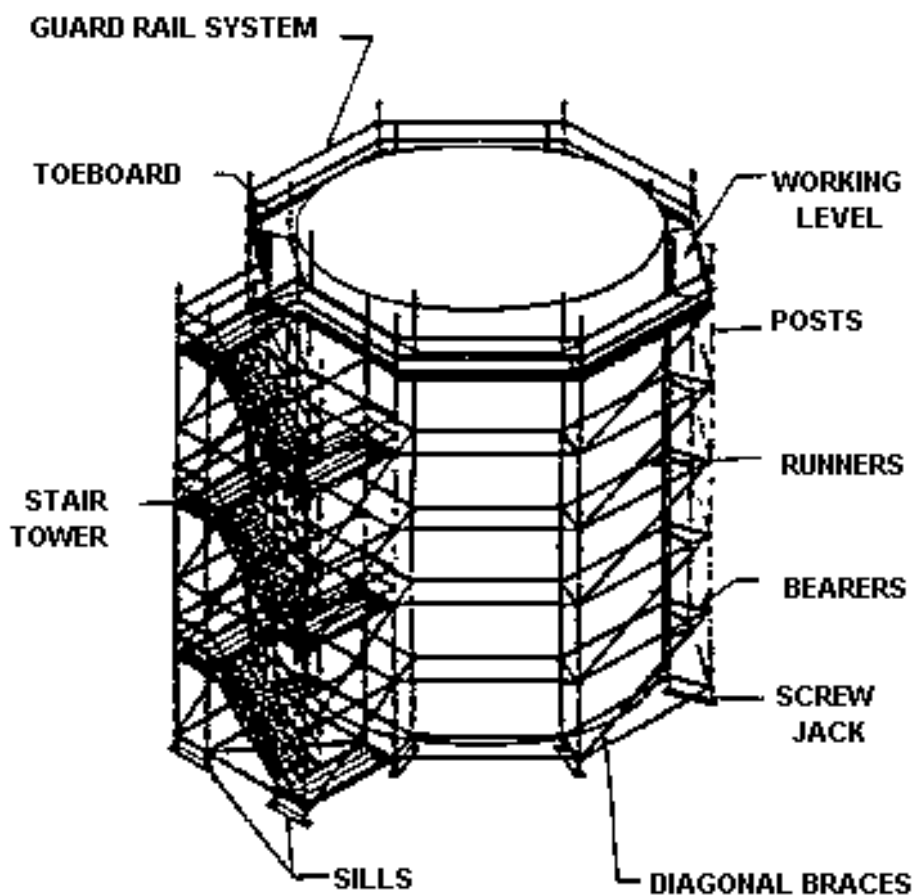 GUARD RAIL SYSTEM
TOEBOARD
WORKING
LEVEL
POSTS
RUNNERS
STAIR
TOWER
BEARERS
SCREW
JACK
SILLS
DIAGONAL BRACES